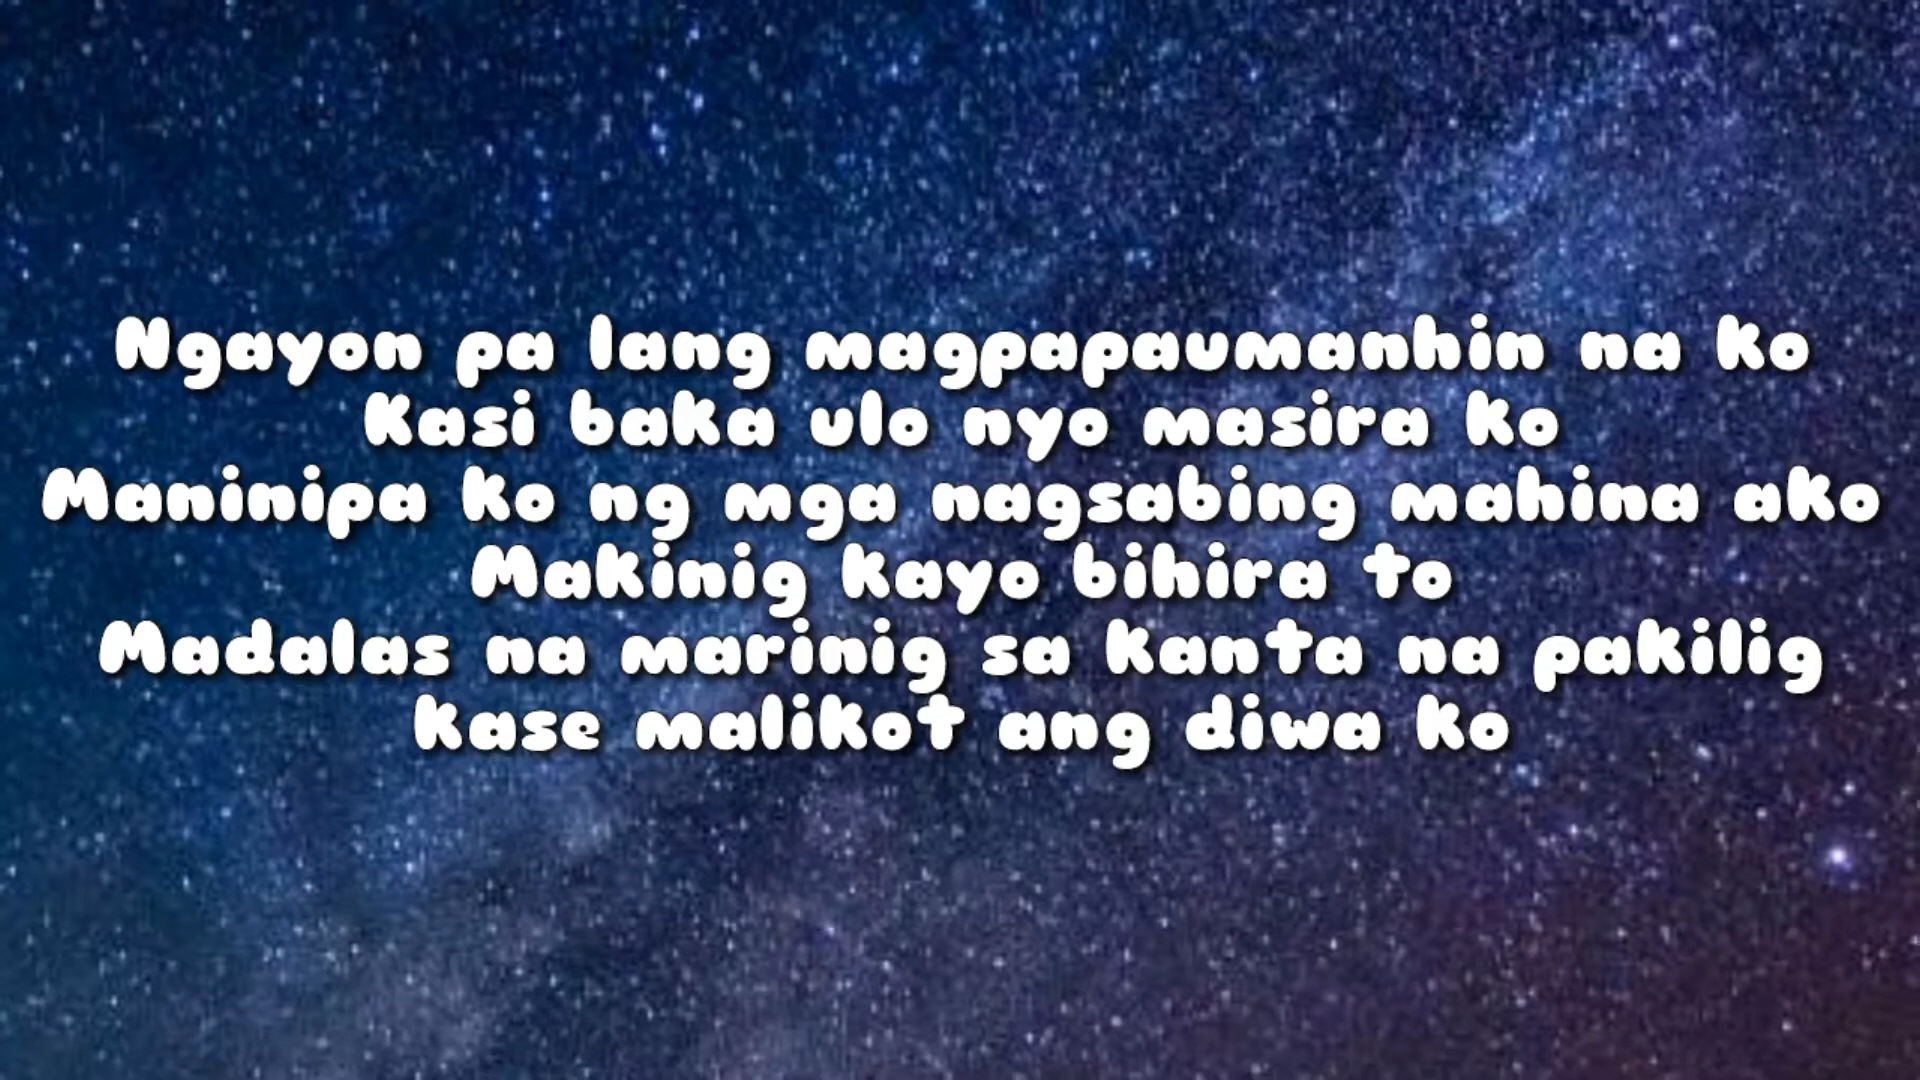 Ngayon pa lang magpapaumanhin na ko
Kasi baka ulo nyo masira ko
Maninipa ko ng mga nagsabing mahina ako
Makinig kayo bihira to
Madalas na marinig sa kanta na pakilig
kase malikot ang diwa ko